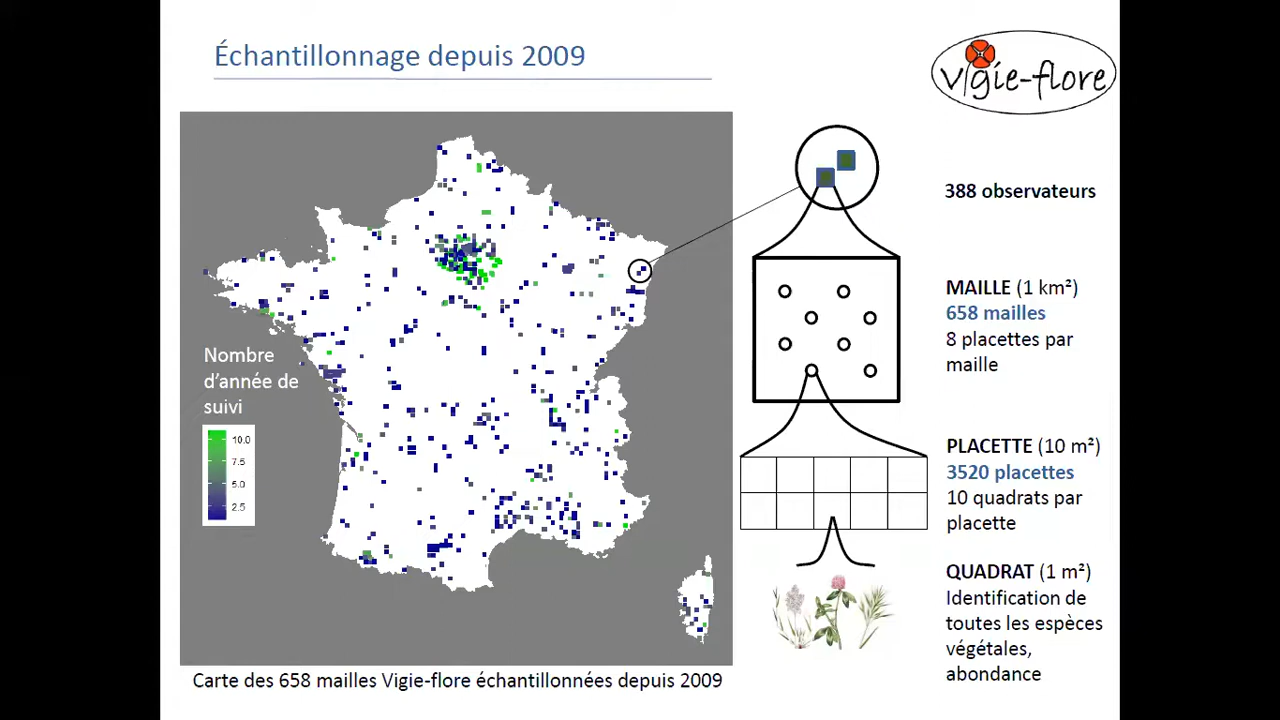 Échantillonnage depuis 2009
vigie-flore
388 observateurs
MAILLE (1 km²)
658 mailles
8 placettes par
maille
Nombre
d’année de
suivi
10.0
7.5
5.0
2.5
PLACETTE (10 m²)
3520 placettes
10 quadrats par
placette
QUADRAT (1 m²)
Identification de
toutes les espèces
végétales,
abondance
Carte des 658 mailles Vigie-flore échantillonnées depuis 2009